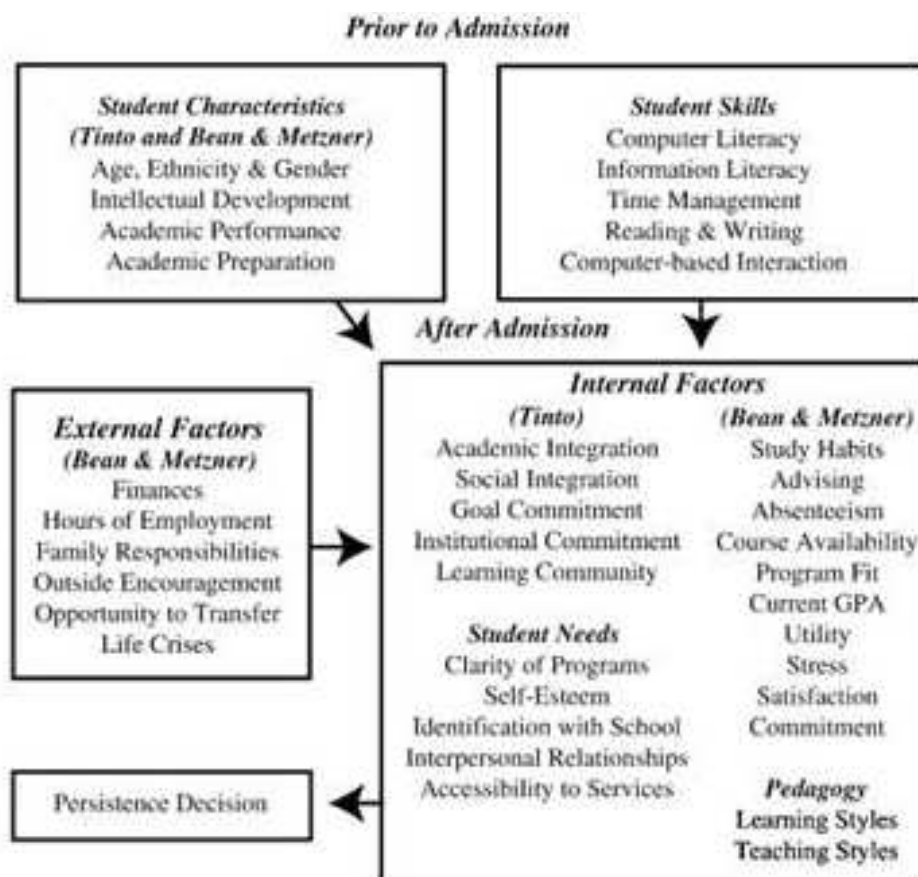 Prior to Admission
Student Characteristics
(Tinto and Bean & Metzner)
Age, Ethnicity & Gender
Intellectual Development
Academic Performance
Academic Preparation
Student Skills
Computer Literacy
Information Literacy
Time Management
Reading & Writing
Computer-based Interaction
After Admission
External Factors
(Bean & Metzner)
Finances
Hours of Employment
Family Responsibilities
Outside Encouragement
Opportunity to Transfer
Life Crises
Internal Factors
(Tinto)
Academic Integration
Social Integration
Goal Commitment
Institutional Commitment
Learning Community
Student Needs
Clarity of Programs
Self-Esteem
Identification with School
Interpersonal Relationships
Accessibility to Services
(Bean & Metzner)
Study Habits
Advising
Absenteeism
Course Availability
Program Fit
Current GPA
Utility
Stress
Satisfaction
Commitment
Pedagogy
Learning Styles
Teaching Styles
Persistence Decision